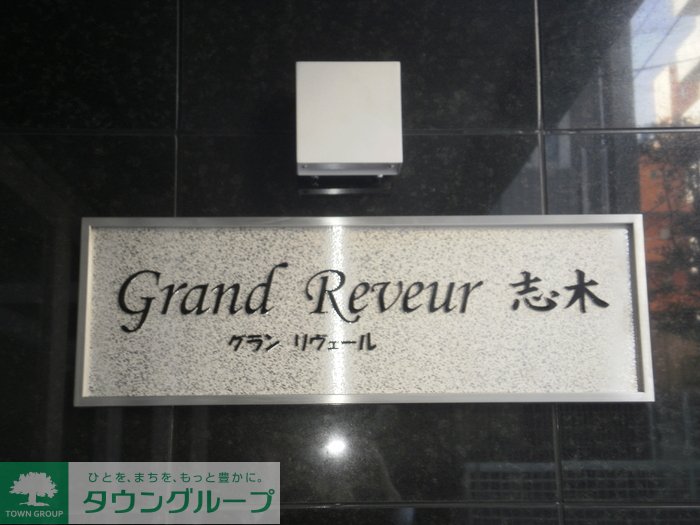 Grand Reveur 志木
グラン リヴェール
ひとを、まちを、もっと豊かに。
タウングループ
TOWN GROUP